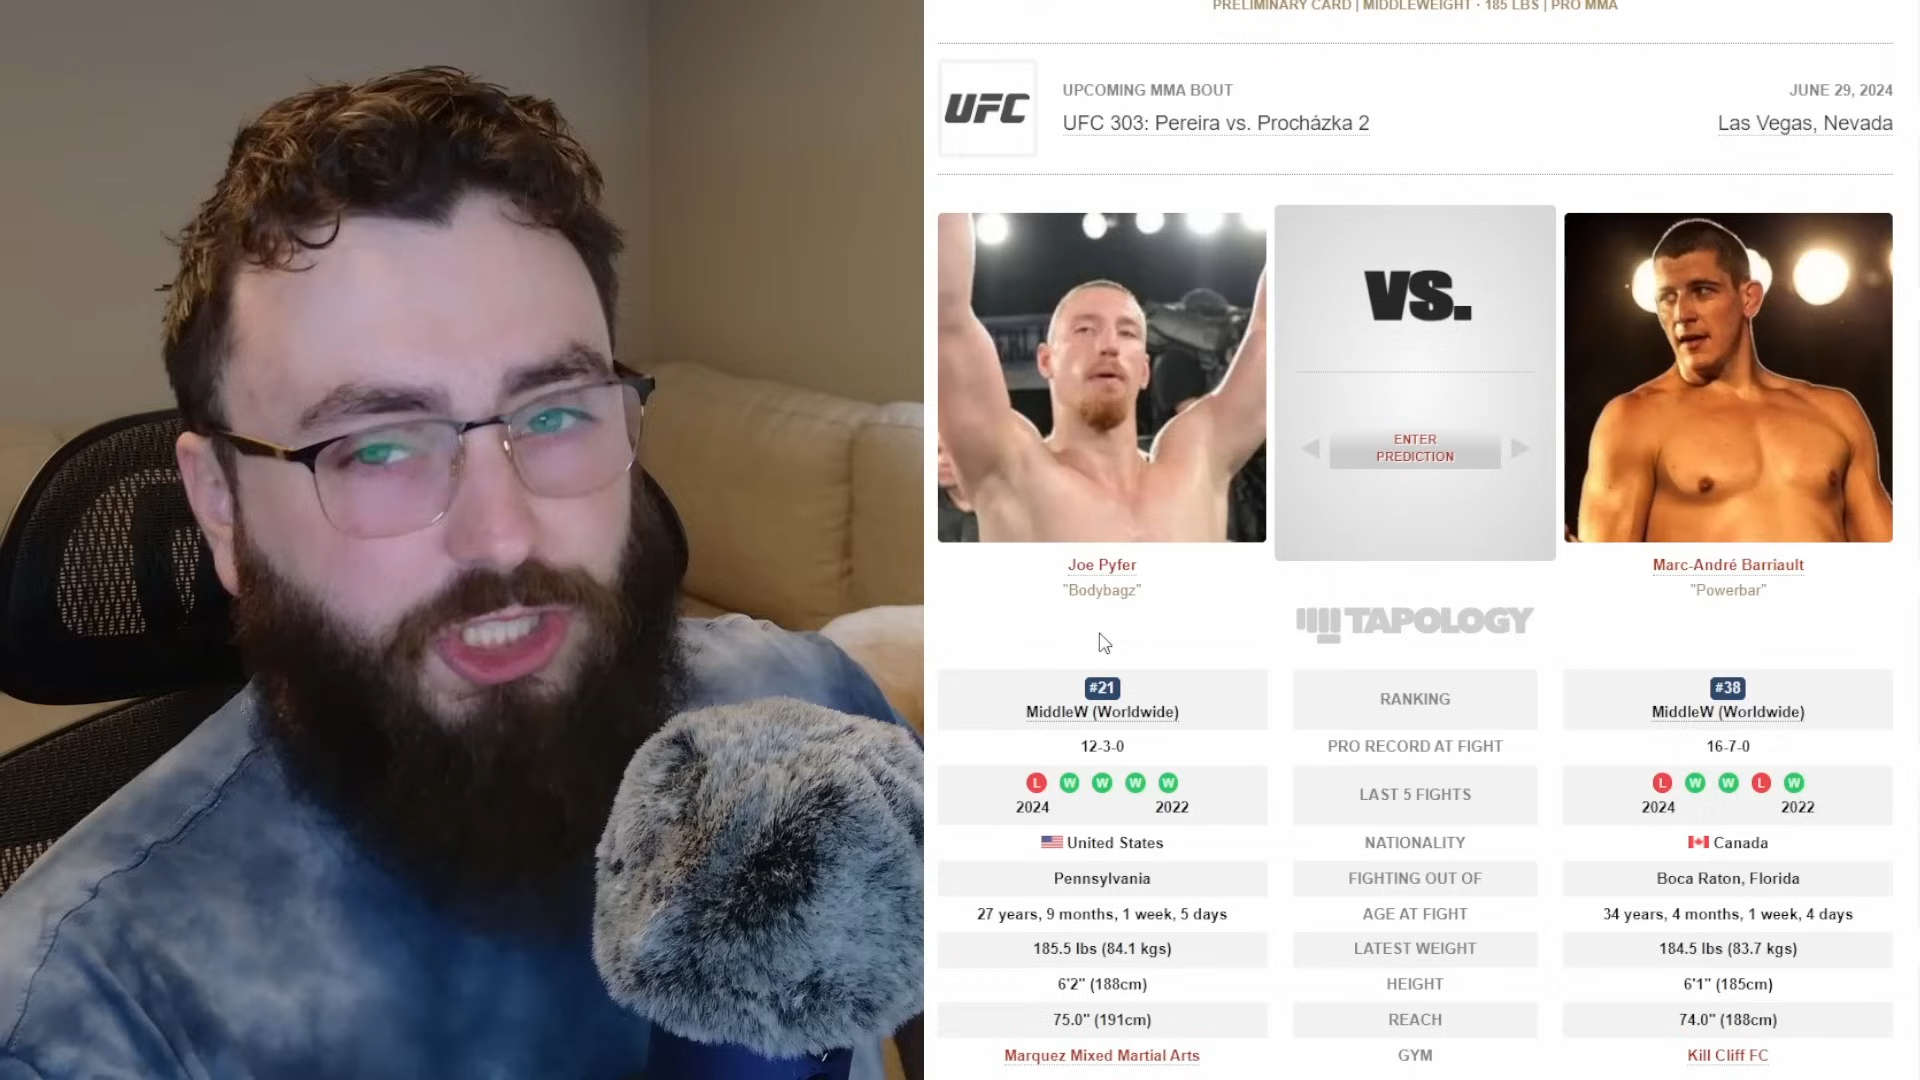 PRELIMINARY CARD | MIDDLEWEIGHT · 185 LBS | PRO MMA
UFC
UPCOMING MMA BOUT
JUNE 29, 2024
UFC 303: Pereira vs. Procházka 2
Las Vegas, Nevada
VS.
ENTER
PREDICTION
Joe Pyfer
Marc-André Barriault
"Bodybagz"
"Powerbar"
TAPOLOGY
#21
MiddleW (Worldwide)
RANKING
#38
MiddleW (Worldwide)
12-3-0
PRO RECORD AT FIGHT
16-7-0
L W W W W
2024 2022
LAST 5 FIGHTS
L W W L W
2024 2022
United States
NATIONALITY
Canada
Pennsylvania
FIGHTING OUT OF
Boca Raton, Florida
27 years, 9 months, 1 week, 5 days
AGE AT FIGHT
34 years, 4 months, 1 week, 4 days
185.5 lbs (84.1 kgs)
LATEST WEIGHT
184.5 lbs (83.7 kgs)
6'2" (188cm)
HEIGHT
6'1" (185cm)
75.0" (191cm)
REACH
74.0" (188cm)
Marquez Mixed Martial Arts
GYM
Kill Cliff FC